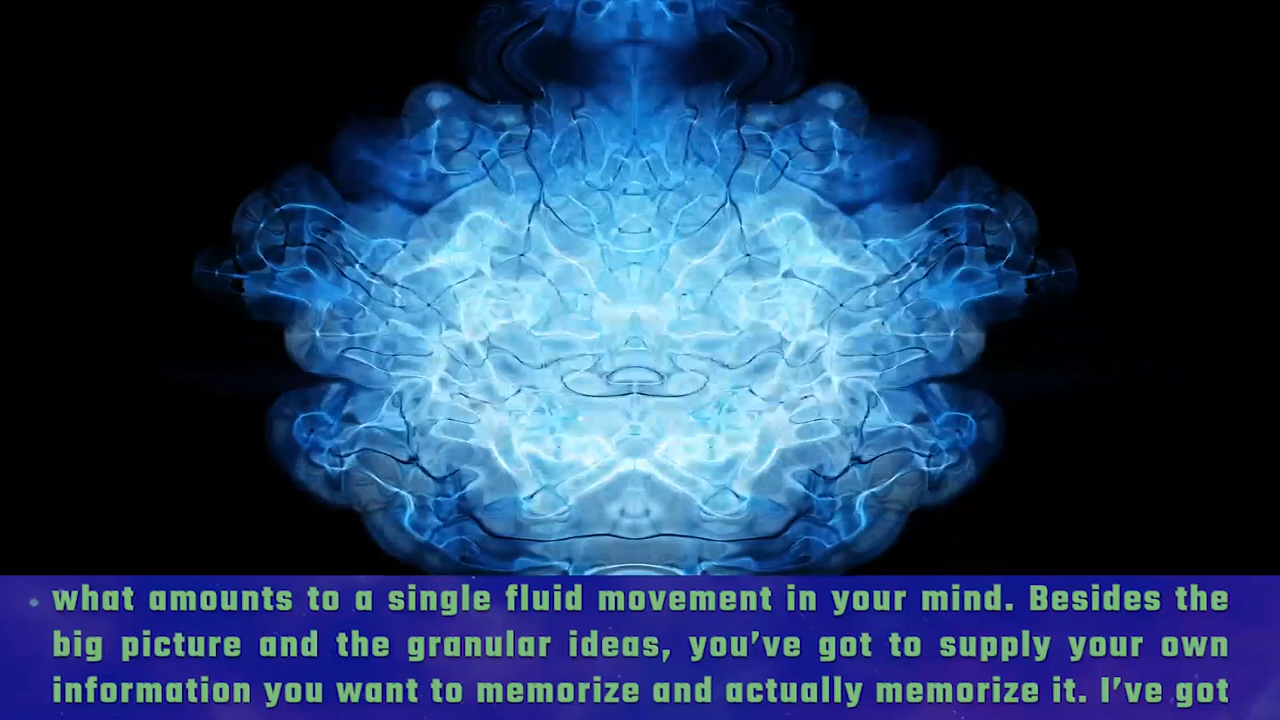 what amounts to a single fluid movement in your mind. Besides the
big picture and the granular ideas, you’ve got to supply your own
information you want to memorize and actually memorize it. I’ve got